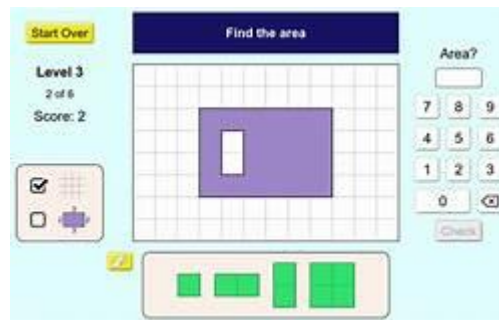 Start Over
Find the area
Level 3
2 of 6
Score: 2
Area?
7 8 9
4 5 6
1 2 3
0
Check